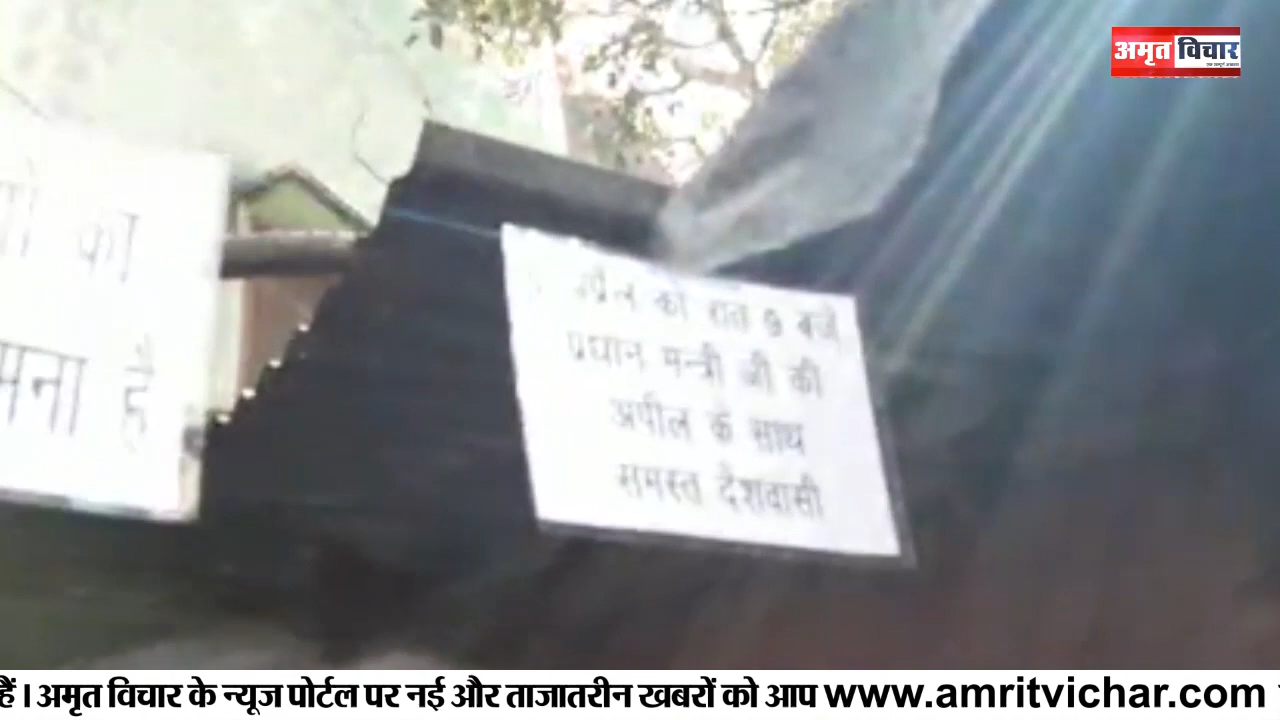 अमृत विचार
का
मना है
को रात 9 बजे
प्रधान मन्त्री जी की
अपील के साथ
समस्त देशवासी
हैं। अमृत विचार के न्यूज पोर्टल पर नई और ताजातरीन खबरों को आप www.amritvichar.com